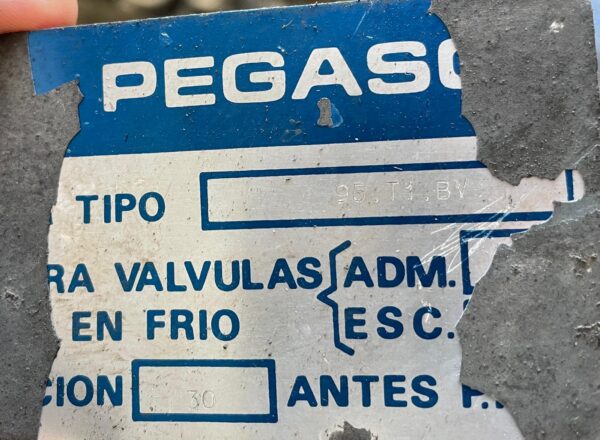 PEGASO
TIPO 95.T1.BV
RA VALVULAS ADM.
EN FRIO ESC.
CION 30 ANTES P.